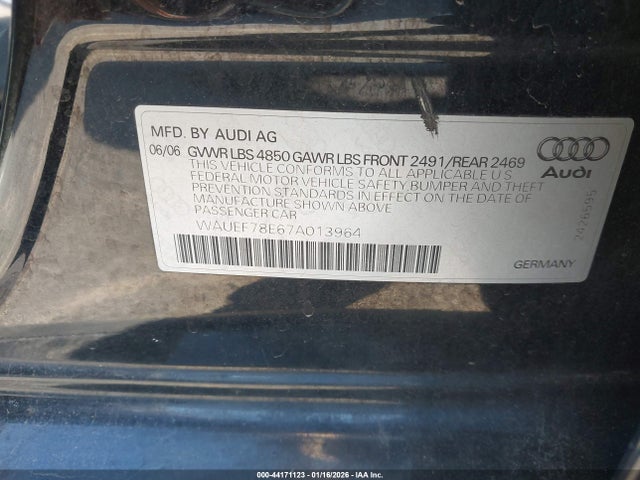 MFD. BY AUDI AG
06/06 GVWR LBS 4850 GAWR LBS FRONT 2491/REAR 2469
THIS VEHICLE CONFORMS TO ALL APPLICABLE U S
FEDERAL MOTOR VEHICLE SAFETY, BUMPER AND THEFT
PREVENTION STANDARDS IN EFFECT ON THE DATE OF
MANUFACTURE SHOWN ABOVE
PASSENGER CAR
WAUEF78E67A013964
Audi
2426595
GERMANY
000-44171123 - 01/16/2026 - IAA Inc.